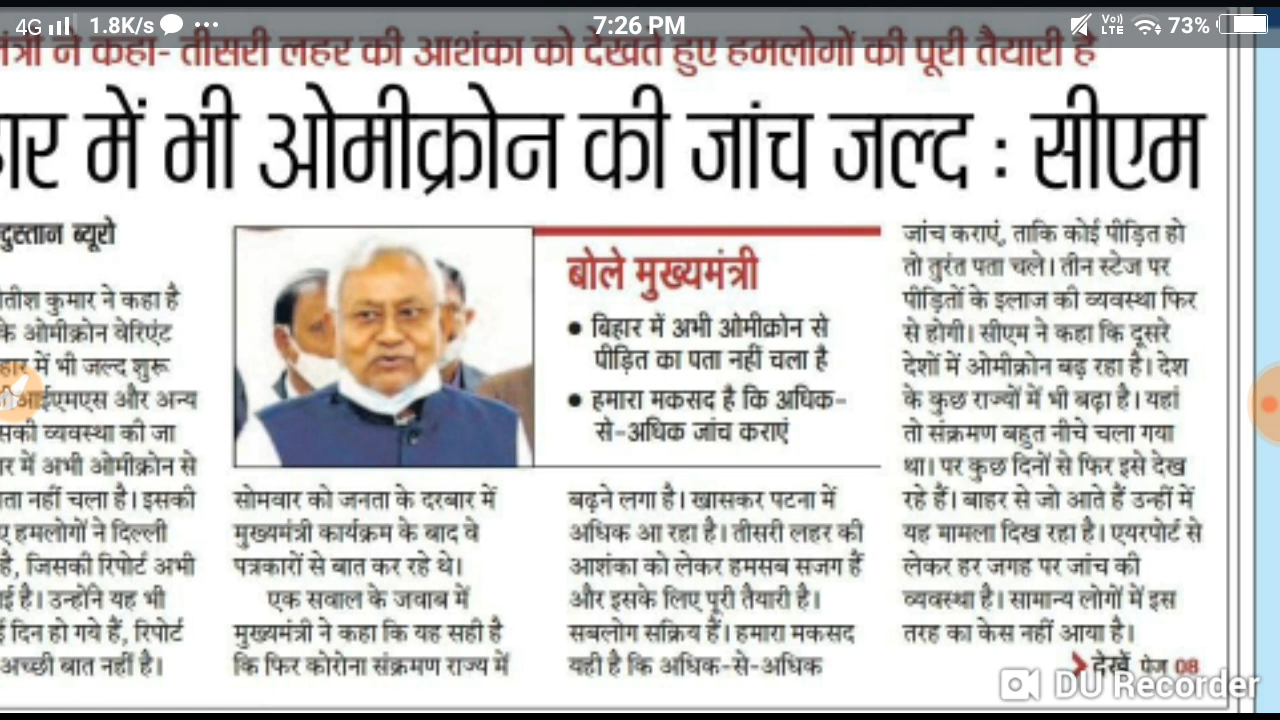 4G 1.8K/s 7:26 PM VoLTE 73%
मंत्री ने कहा- तीसरी लहर की आशंका को देखते हुए हमलोगों की पूरी तैयारी है
में भी ओमीक्रोन की जांच जल्द : सीएम
ब्यूरो
कुमार ने कहा है
ओमीक्रोन वेरिएंट
में भी जल्द शुरू
और अन्य
व्यवस्था की जा
में अभी ओमीक्रोन से
नहीं चला है। इसकी
हमलोगों ने दिल्ली
है, जिसकी रिपोर्ट अभी
है। उन्होंने यह भी
दिन हो गये हैं, रिपोर्ट
अच्छी बात नहीं है।
बोले मुख्यमंत्री
• बिहार में अभी ओमीक्रोन से
पीड़ित का पता नहीं चला है
• हमारा मकसद है कि अधिक-
से-अधिक जांच कराएं
सोमवार को जनता के दरबार में
मुख्यमंत्री कार्यक्रम के बाद वे
पत्रकारों से बात कर रहे थे।
एक सवाल के जवाब में
मुख्यमंत्री ने कहा कि यह सही है
कि फिर कोरोना संक्रमण राज्य में
बढ़ने लगा है। खासकर पटना में
अधिक आ रहा है। तीसरी लहर की
आशंका को लेकर हमसब सजग हैं
और इसके लिए पूरी तैयारी है।
सबलोग सक्रिय हैं। हमारा मकसद
यही है कि अधिक-से-अधिक
जांच कराएं, ताकि कोई पीड़ित हो
तो तुरंत पता चले। तीन स्टेज पर
पीड़ितों के इलाज की व्यवस्था फिर
से होगी। सीएम ने कहा कि दूसरे
देशों में ओमीक्रोन बढ़ रहा है। देश
के कुछ राज्यों में भी बढ़ा है। यहां
तो संक्रमण बहुत नीचे चला गया
था। पर कुछ दिनों से फिर इसे देख
रहे हैं। बाहर से जो आते हैं उन्हीं में
यह मामला दिख रहा है। एयरपोर्ट से
लेकर हर जगह पर जांच की
व्यवस्था है। सामान्य लोगों में इस
तरह का केस नहीं आया है।
देखें पेज 08
DU Recorder